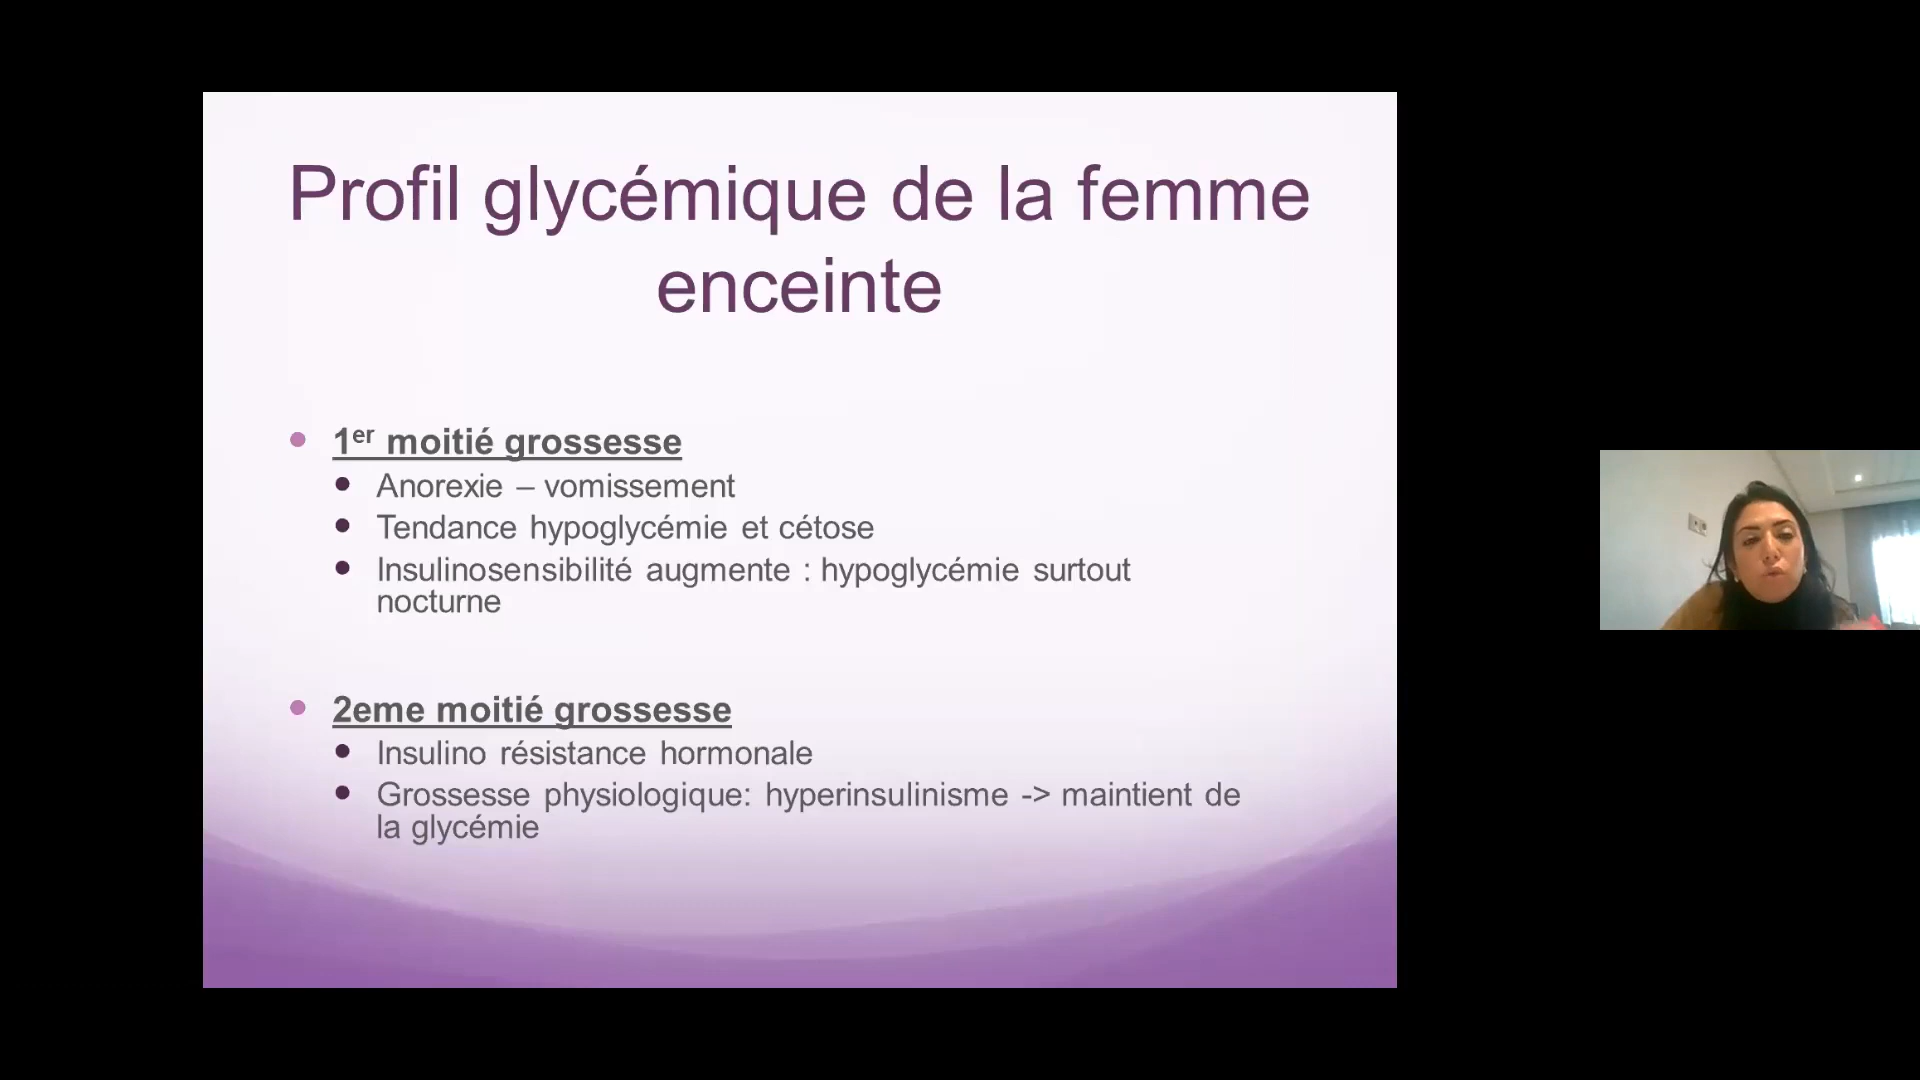 Profil glycémique de la femme
enceinte
1er moitié grossesse
Anorexie – vomissement
Tendance hypoglycémie et cétose
Insulinosensibilité augmente : hypoglycémie surtout
nocturne
2eme moitié grossesse
Insulino résistance hormonale
Grossesse physiologique: hyperinsulinisme -> maintient de
la glycémie